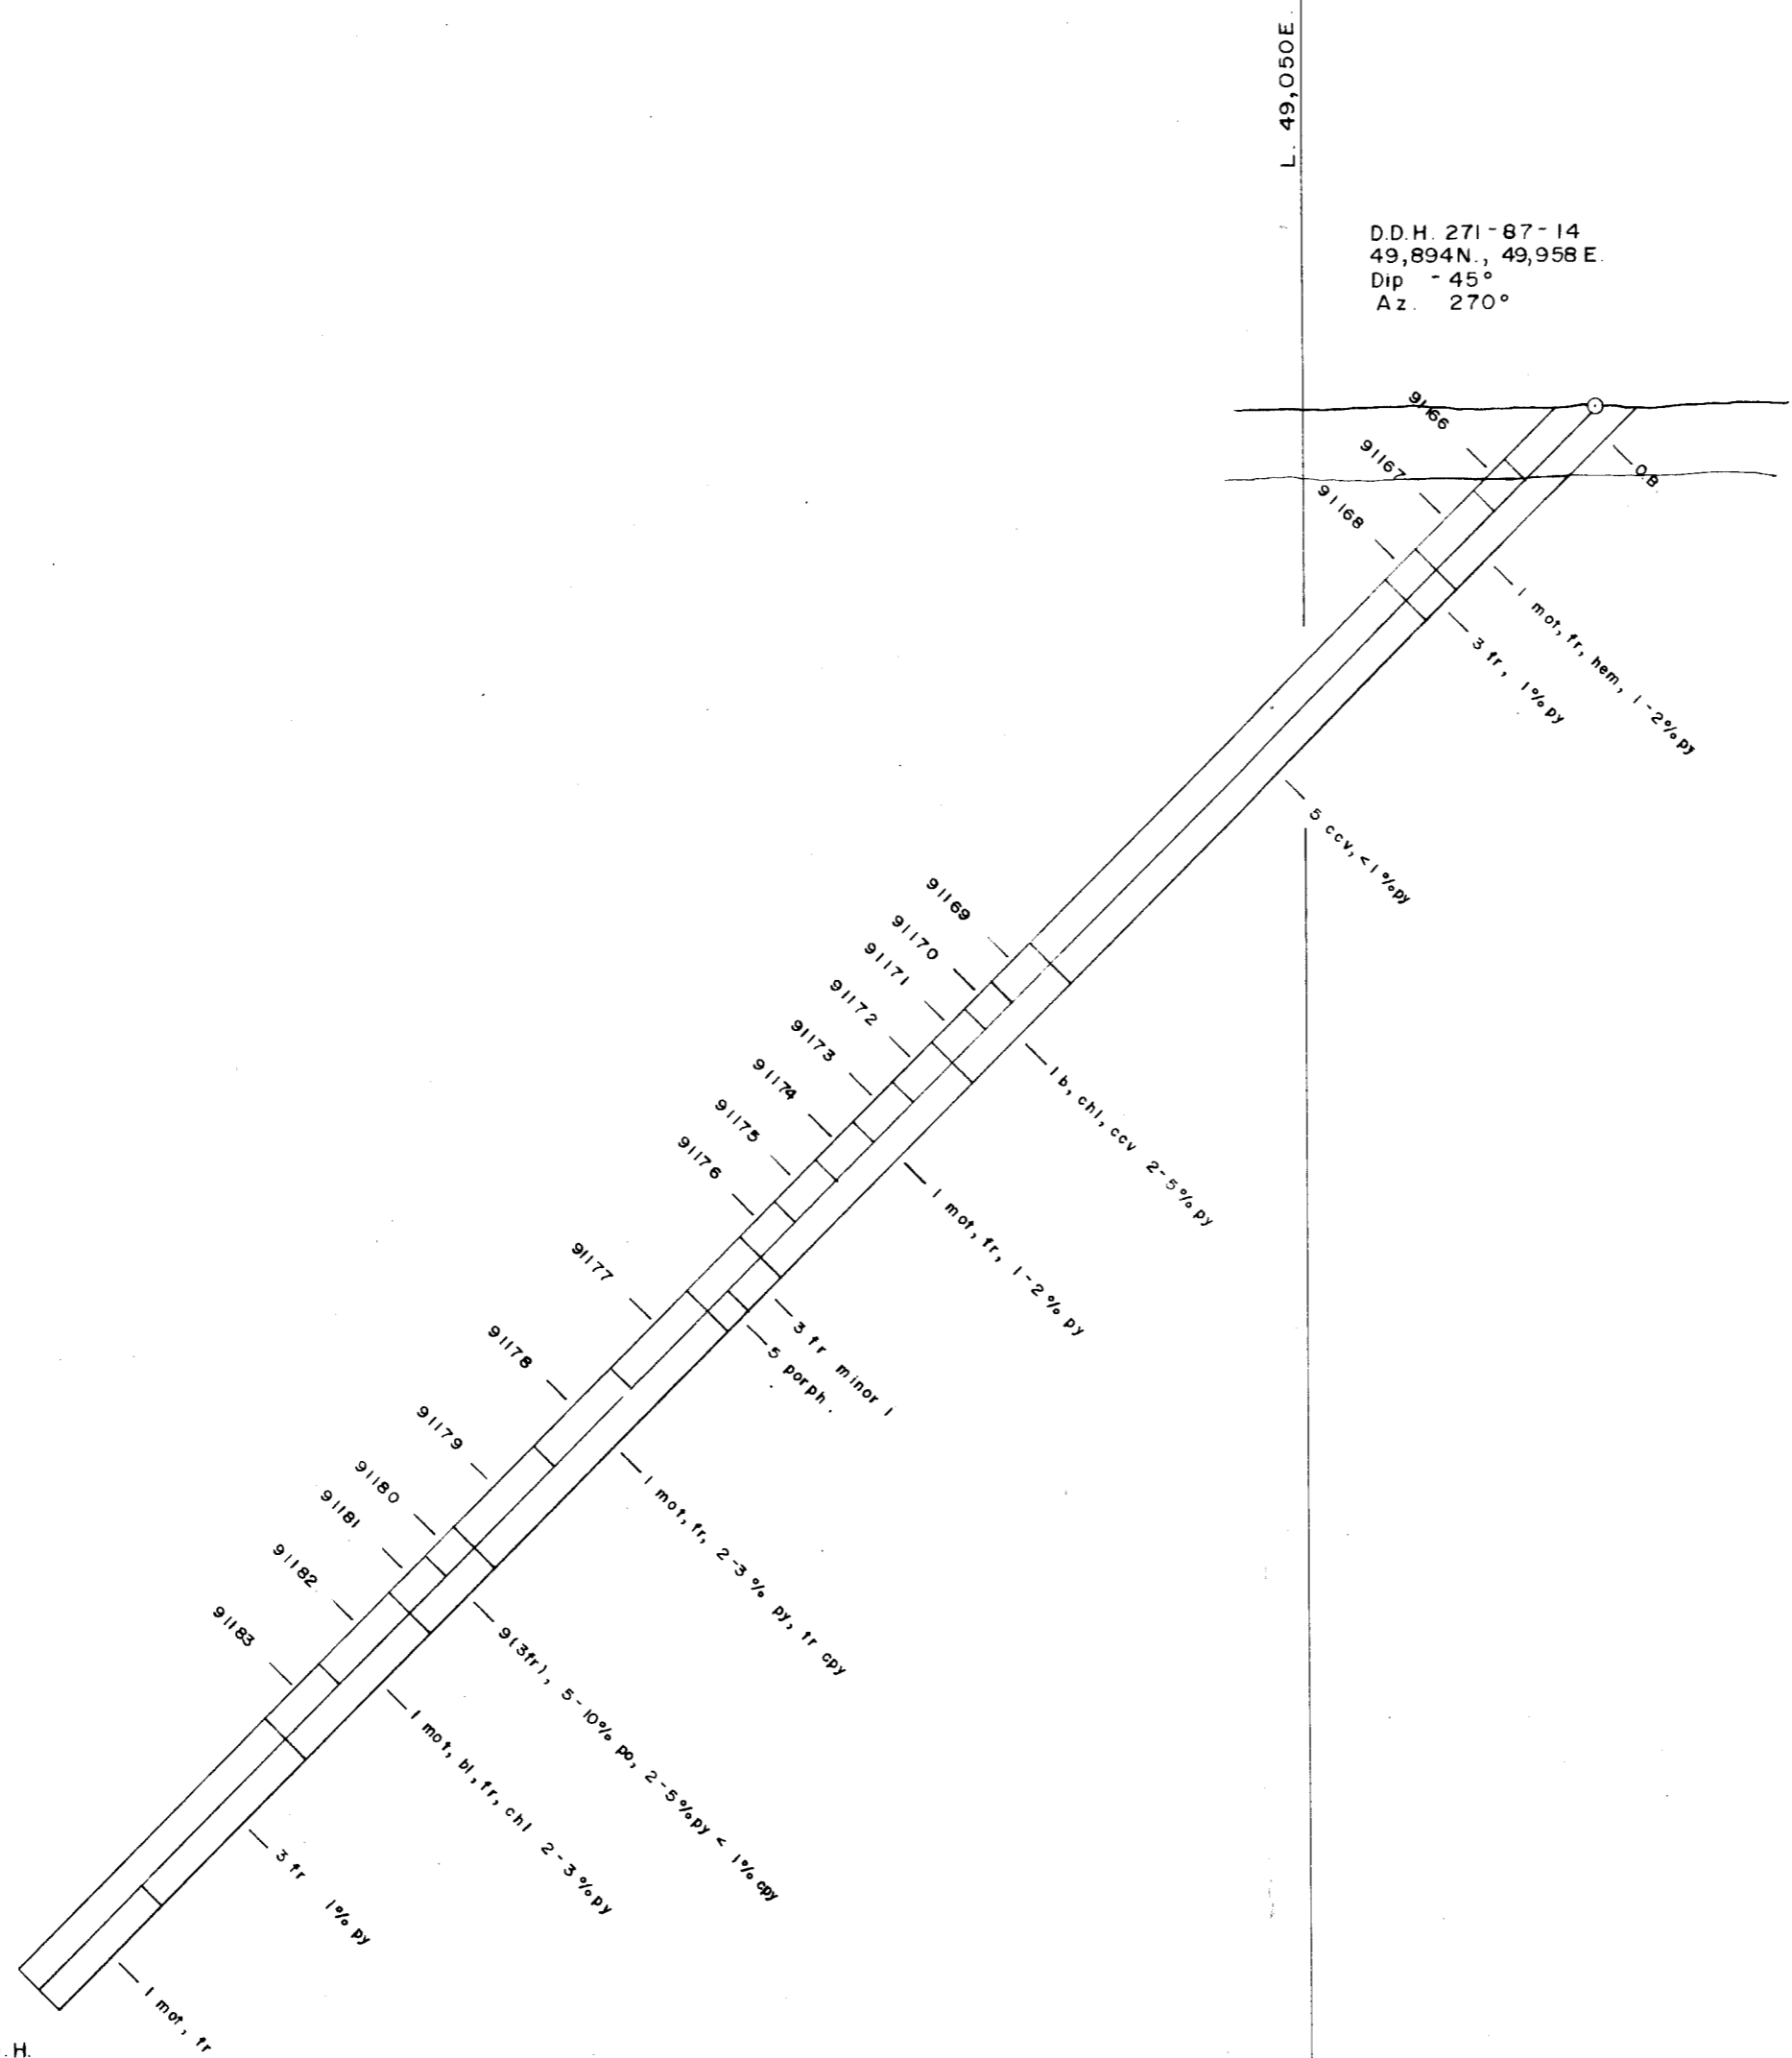 L. 49,050E.
D.D.H. 271-87-14
49,894N., 49,958E.
Dip -45°
Az. 270°
91166
91167
91168
O.B.
1 mot, fr, hem, 1-2% py
3 fr, 1% py
5 ccv, <1% py
91169
91170
91171
91172
91173
91174
91175
91176
1 b, chl, ccv 2-5% py
1 mot, fr, 1-2% py
91177
3 fr minor 1
5 porph.
91178
91179
91180
91181
91182
91183
1 mot, fr, 2-3% py, tr cpy
9(3fr), 5-10% po, 2-5% py < 1% cpy
1 mot, bl, fr, chl 2-3% py
3 fr 1% py
1 mot, fr
.H.